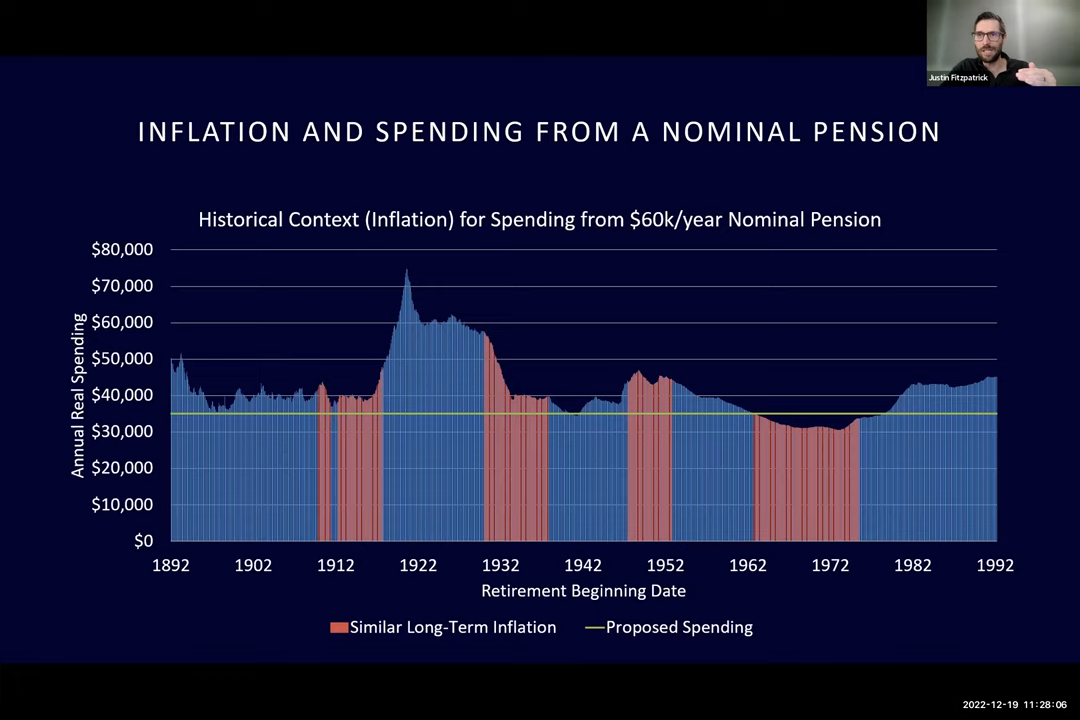 Justin Fitzpatrick
INFLATION AND SPENDING FROM A NOMINAL PENSION
Historical Context (Inflation) for Spending from $60k/year Nominal Pension
Annual Real Spending
$80,000
$70,000
$60,000
$50,000
$40,000
$30,000
$20,000
$10,000
$0
1892 1902 1912 1922 1932 1942 1952 1962 1972 1982 1992
Retirement Beginning Date
Similar Long-Term Inflation Proposed Spending
2022-12-19 11:28:06